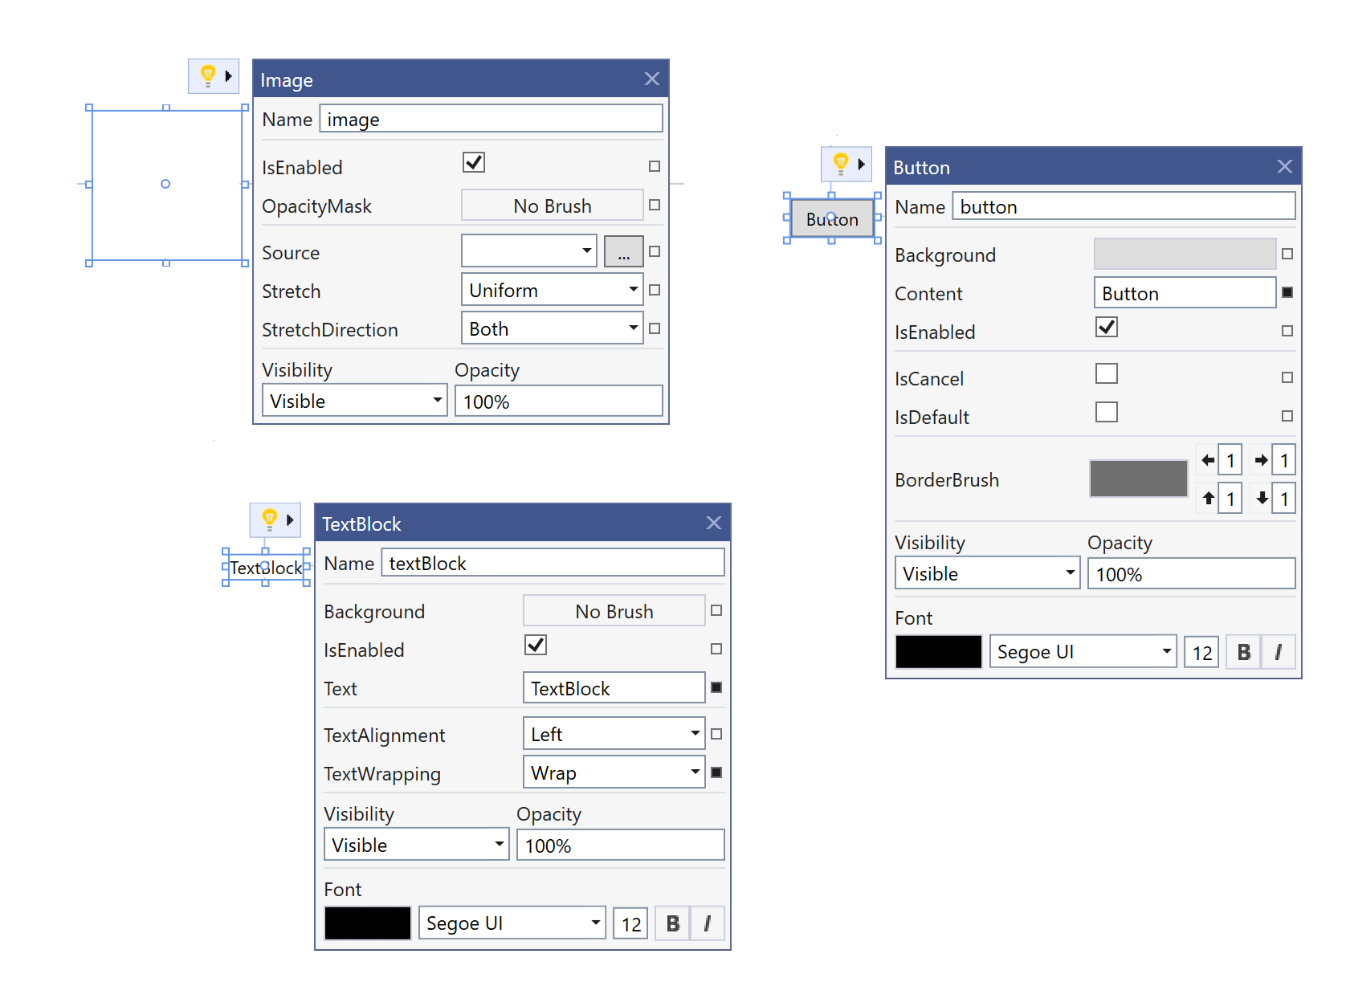 Image
Name image
IsEnabled
OpacityMask No Brush
Source ...
Stretch Uniform
StretchDirection Both
Visibility Opacity
Visible 100%
Button
Button
Name button
Background
Content Button
IsEnabled
IsCancel
IsDefault
BorderBrush 1 1
1 1
Visibility Opacity
Visible 100%
Font
Segoe UI 12 B I
TextBlock
TextBlock
Name textBlock
Background No Brush
IsEnabled
Text TextBlock
TextAlignment Left
TextWrapping Wrap
Visibility Opacity
Visible 100%
Font
Segoe UI 12 B I